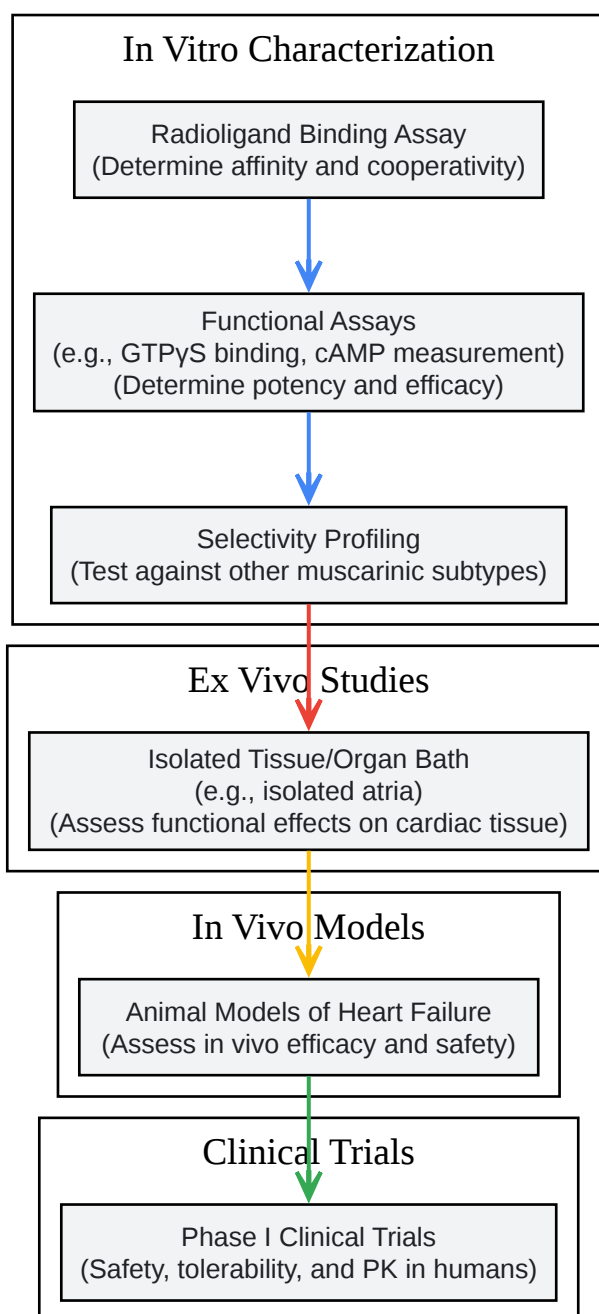 In Vitro Characterization
Radioligand Binding Assay
(Determine affinity and cooperativity)
Functional Assays
(e.g., GTPγS binding, cAMP measurement)
(Determine potency and efficacy)
Selectivity Profiling
(Test against other muscarinic subtypes)
Ex Vivo Studies
Isolated Tissue/Organ Bath
(e.g., isolated atria)
(Assess functional effects on cardiac tissue)
In Vivo Models
Animal Models of Heart Failure
(Assess in vivo efficacy and safety)
Clinical Trials
Phase I Clinical Trials
(Safety, tolerability, and PK in humans)